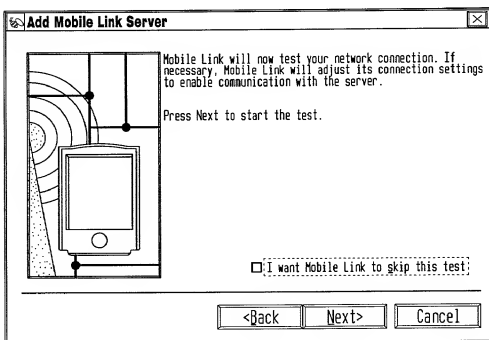 Add Mobile Link Server
Mobile Link will now test your network connection. If
necessary, Mobile Link will adjust its connection settings
to enable communication with the server.
Press Next to start the test.
I want Mobile Link to skip this test
<Back
Next>
Cancel